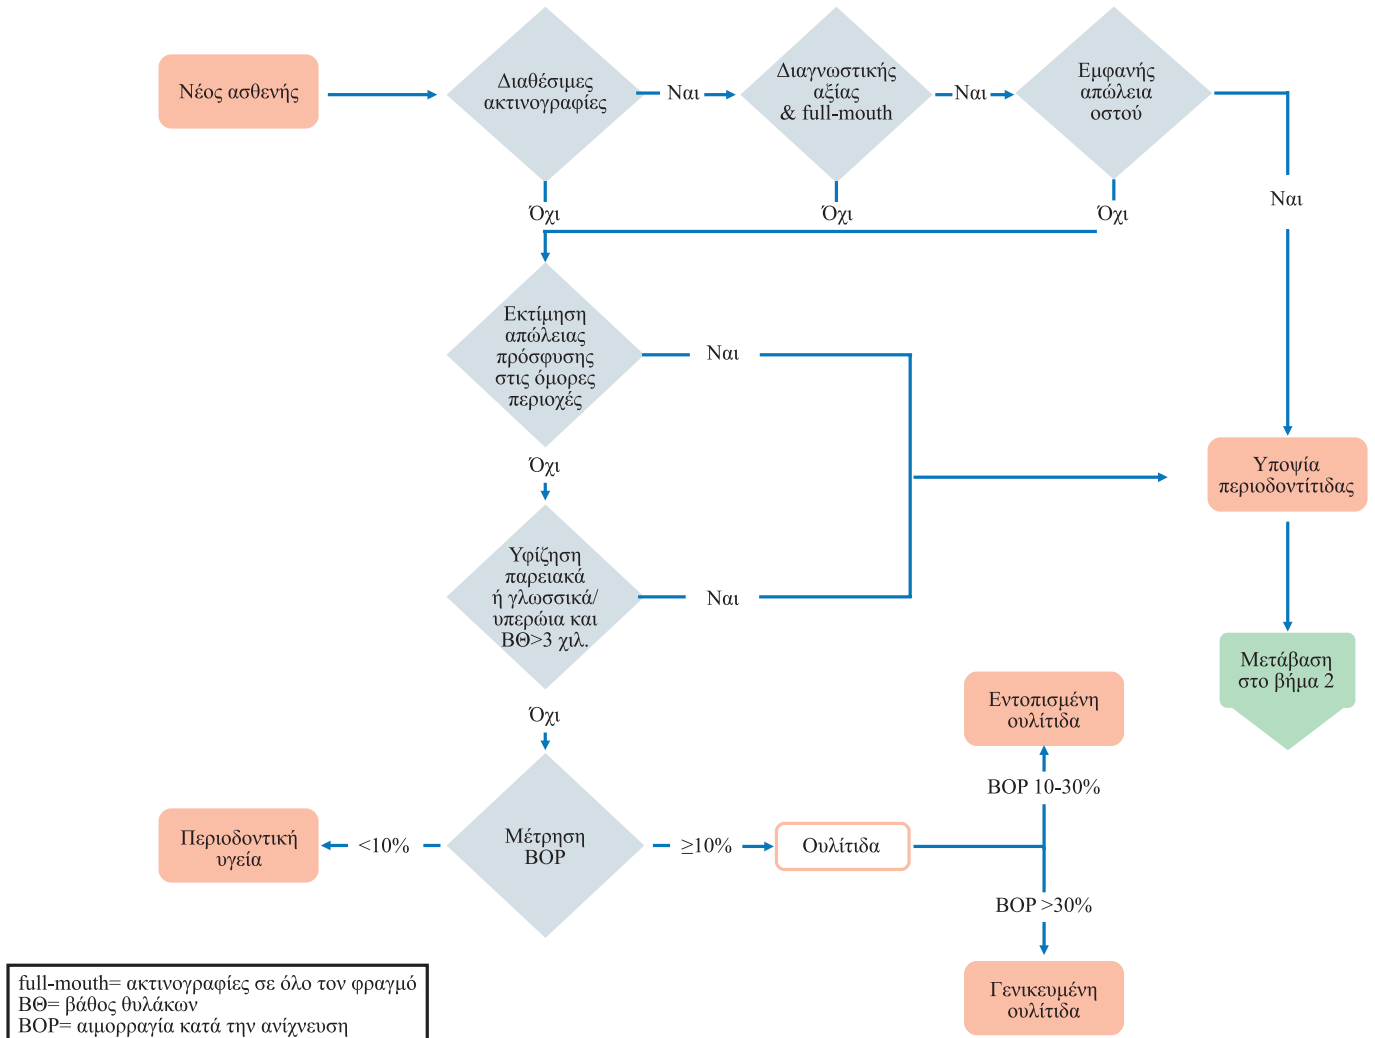 Νέος ασθενής
Διαθέσιμες
ακτινογραφίες
Ναι
Διαγνωστικής
αξίας
& full-mouth
Ναι
Εμφανής
απώλεια
οστού
Ναι
Όχι
Όχι
Όχι
Εκτίμηση
απώλειας
πρόσφυσης
στις όμορες
περιοχές
Ναι
Όχι
Υποψία
περιοδοντίτιδας
Υφίζηση
παρειακά
ή γλωσσικά/
υπερώια και
ΒΘ>3 χιλ.
Ναι
Όχι
Μετάβαση
στο βήμα 2
Εντοπισμένη
ουλίτιδα
BOP 10-30%
Περιοδοντική
υγεία
<10%
Μέτρηση
BOP
≥10%
Ουλίτιδα
BOP >30%
Γενικευμένη
ουλίτιδα
full-mouth= ακτινογραφίες σε όλο τον φραγμό
ΒΘ= βάθος θυλάκων
BOP= αιμορραγία κατά την ανίχνευση